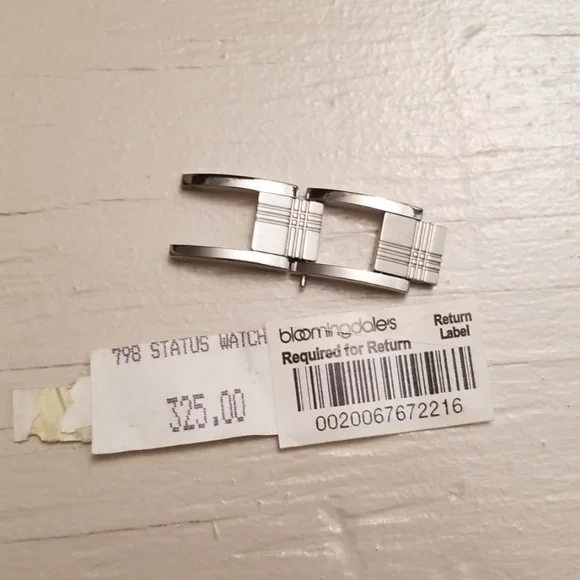 798 STATUS WATCH
325.00
bloomingdale's
Return
Label
Required for Return
0020067672216